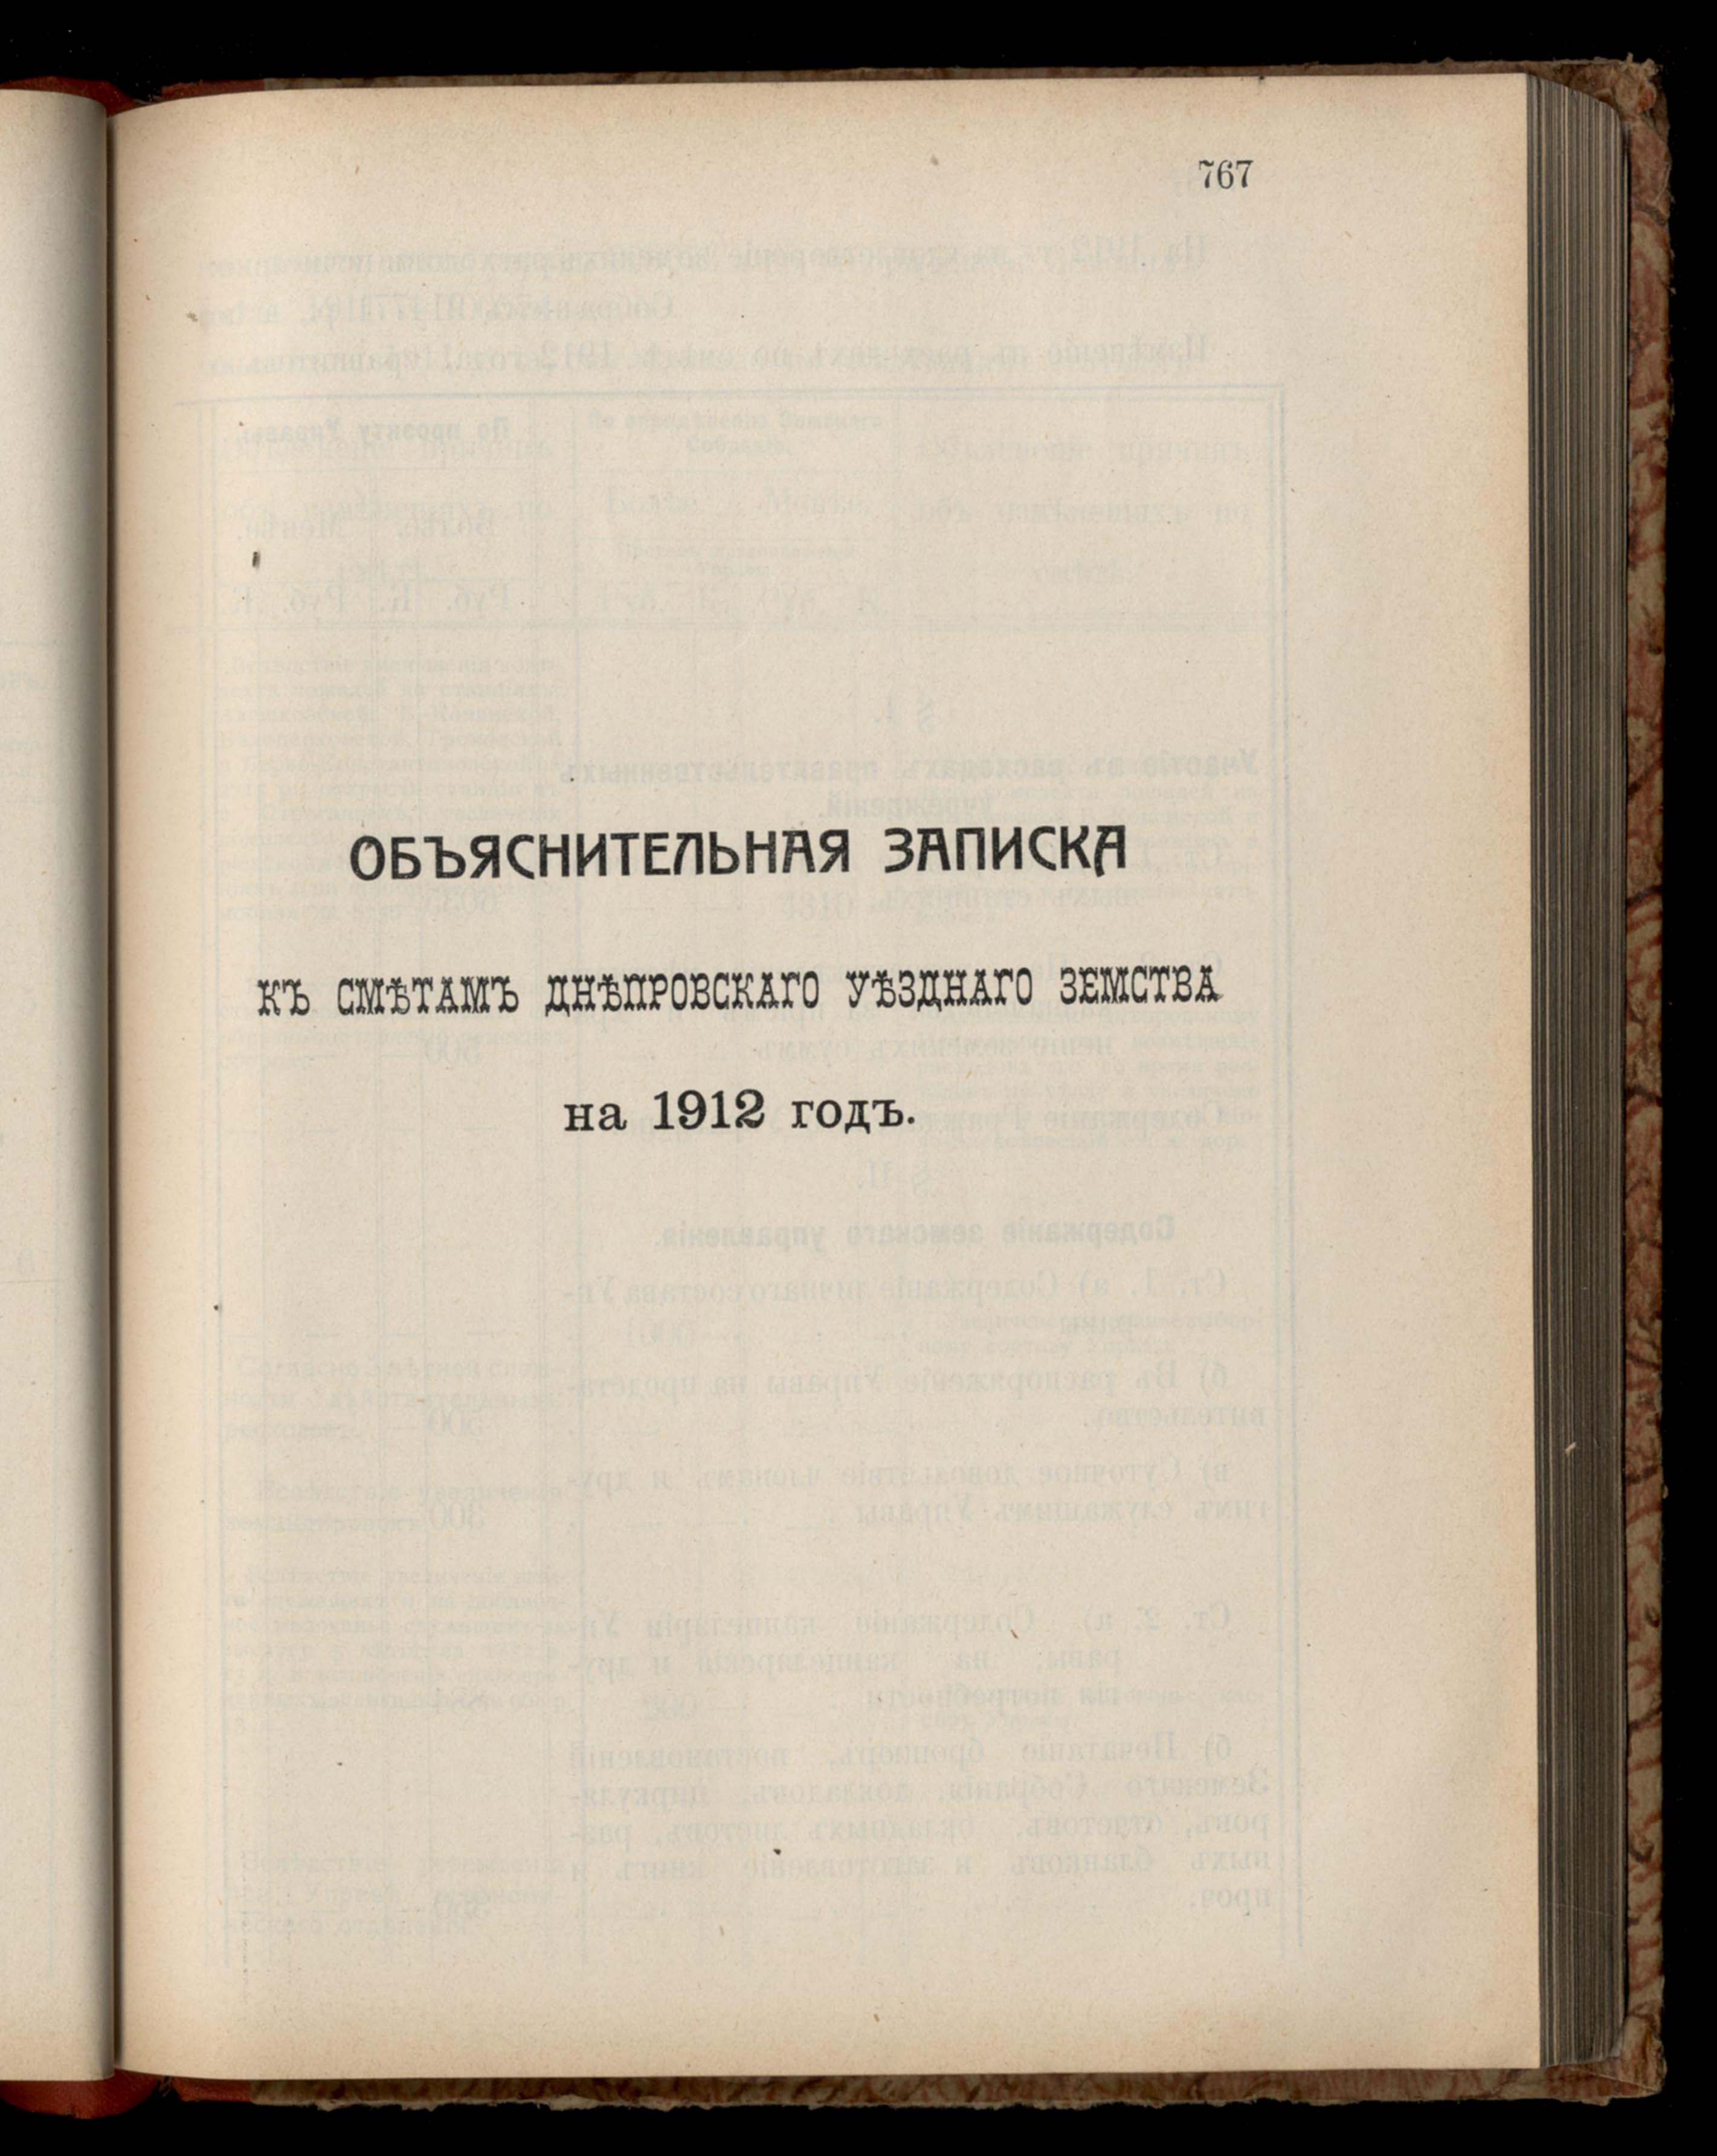 767
ОБЪЯСНИТЕЛЬНАЯ ЗАПИСКА
КЪ СМѢТАМЪ ДНѢПРОВСКАГО УѢЗДНАГО ЗЕМСТВА
на 1912 годъ.